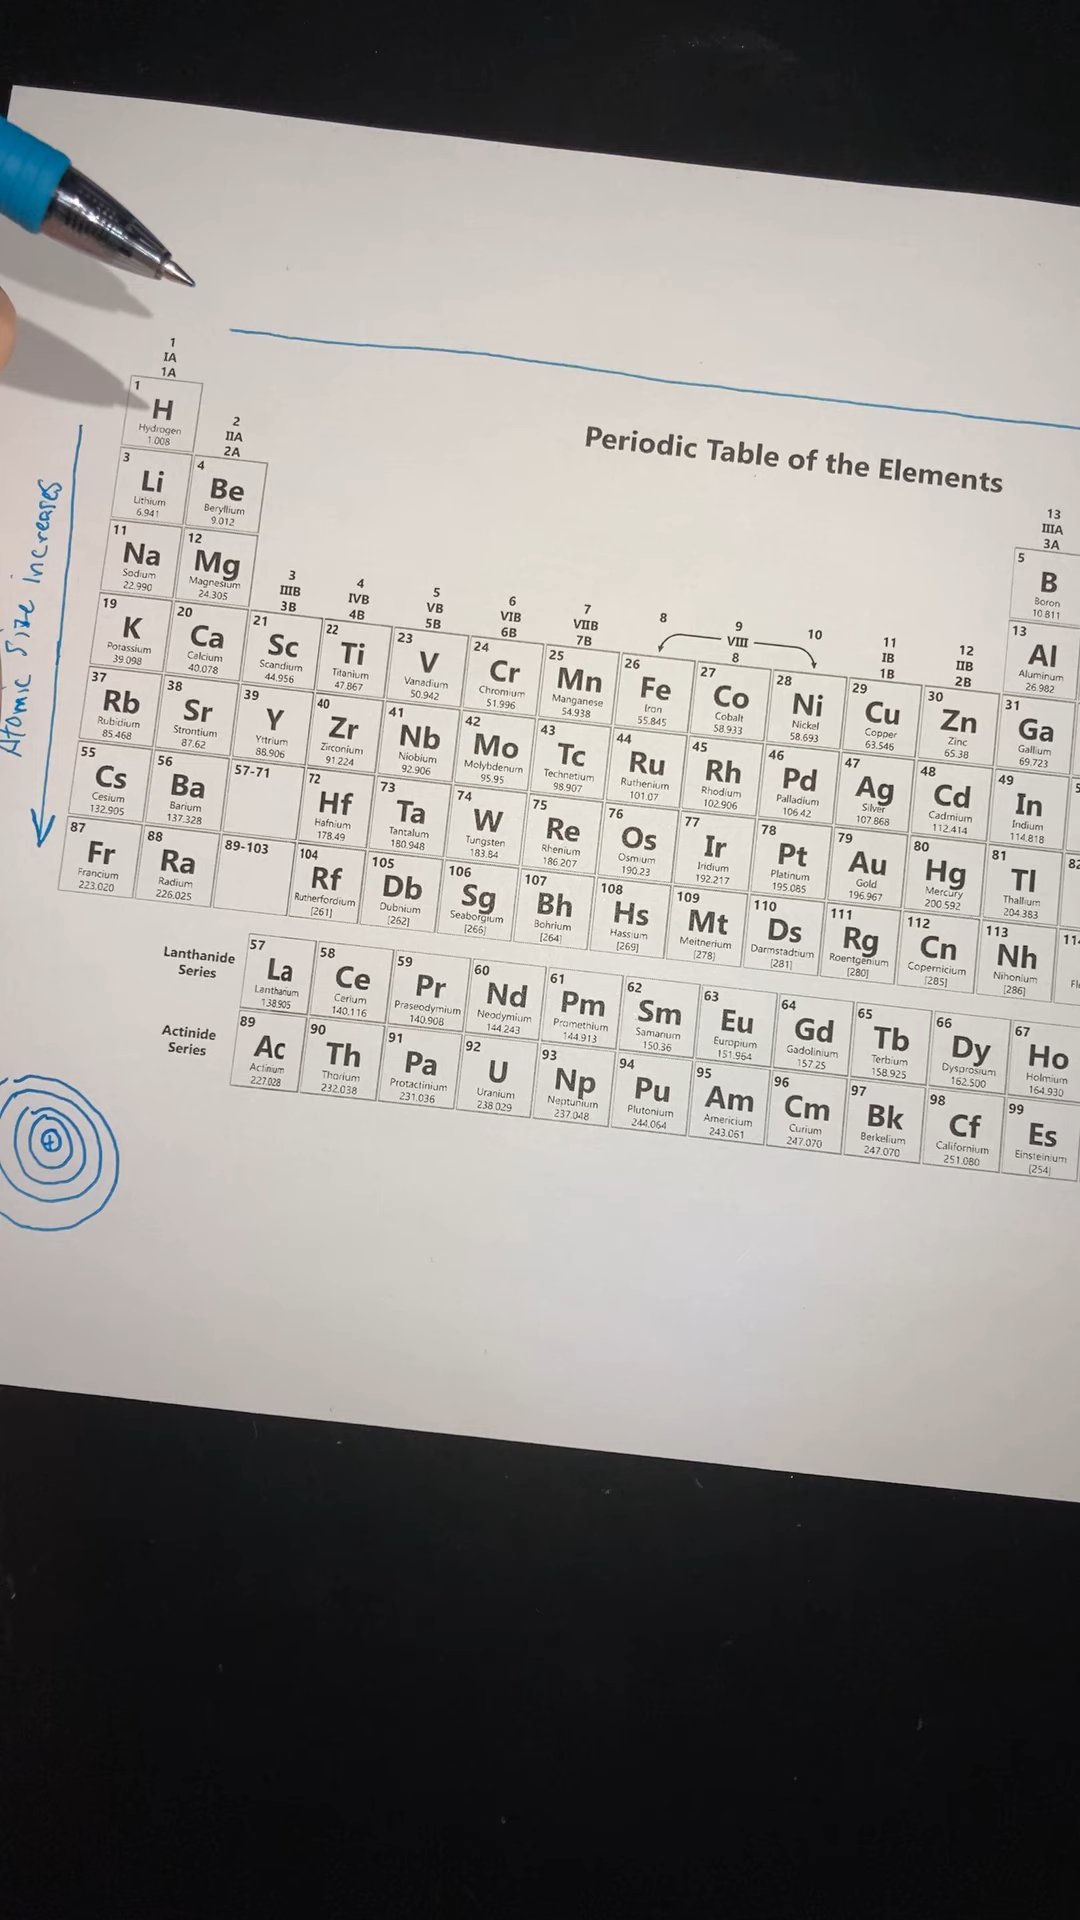 1
IA
1A
1
H
Hydrogen
1.008
2
IIA
2A
Periodic Table of the Elements
13
IIIA
3A
3
Li
Lithium
6.941
4
Be
Beryllium
9.012
5
B
Boron
10.811
11
Na
Sodium
22.990
12
Mg
Magnesium
24.305
3
IIIB
3B
4
IVB
4B
5
VB
5B
6
VIB
6B
7
VIIB
7B
8
9
VIII
8
10
11
IB
1B
12
IIB
2B
13
Al
Aluminum
26.982
19
K
Potassium
39.098
20
Ca
Calcium
40.078
21
Sc
Scandium
44.956
22
Ti
Titanium
47.867
23
V
Vanadium
50.942
24
Cr
Chromium
51.996
25
Mn
Manganese
54.938
26
Fe
Iron
55.845
27
Co
Cobalt
58.933
28
Ni
Nickel
58.693
29
Cu
Copper
63.546
30
Zn
Zinc
65.38
31
Ga
Gallium
69.723
37
Rb
Rubidium
85.468
38
Sr
Strontium
87.62
39
Y
Yttrium
88.906
40
Zr
Zirconium
91.224
41
Nb
Niobium
92.906
42
Mo
Molybdenum
95.95
43
Tc
Technetium
98.907
44
Ru
Ruthenium
101.07
45
Rh
Rhodium
102.906
46
Pd
Palladium
106.42
47
Ag
Silver
107.868
48
Cd
Cadmium
112.414
49
In
Indium
114.818
55
Cs
Cesium
132.905
56
Ba
Barium
137.328
57-71
72
Hf
Hafnium
178.49
73
Ta
Tantalum
180.948
74
W
Tungsten
183.84
75
Re
Rhenium
186.207
76
Os
Osmium
190.23
77
Ir
Iridium
192.217
78
Pt
Platinum
195.085
79
Au
Gold
196.967
80
Hg
Mercury
200.592
81
Tl
Thallium
204.383
82
87
Fr
Francium
223.020
88
Ra
Radium
226.025
89-103
104
Rf
Rutherfordium
[261]
105
Db
Dubnium
[262]
106
Sg
Seaborgium
[266]
107
Bh
Bohrium
[264]
108
Hs
Hassium
[269]
109
Mt
Meitnerium
[278]
110
Ds
Darmstadtium
[281]
111
Rg
Roentgenium
[280]
112
Cn
Copernicium
[285]
113
Nh
Nihonium
[286]
Lanthanide
Series
57
La
Lanthanum
138.905
58
Ce
Cerium
140.116
59
Pr
Praseodymium
140.908
60
Nd
Neodymium
144.243
61
Pm
Promethium
144.913
62
Sm
Samarium
150.36
63
Eu
Europium
151.964
64
Gd
Gadolinium
157.25
65
Tb
Terbium
158.925
66
Dy
Dysprosium
162.500
67
Ho
Holmium
164.930
Actinide
Series
89
Ac
Actinium
227.028
90
Th
Thorium
232.038
91
Pa
Protactinium
231.036
92
U
Uranium
238.029
93
Np
Neptunium
237.048
94
Pu
Plutonium
244.064
95
Am
Americium
243.061
96
Cm
Curium
247.070
97
Bk
Berkelium
247.070
98
Cf
Californium
251.080
99
Es
Einsteinium
[254]
Atomic Size Increases
+